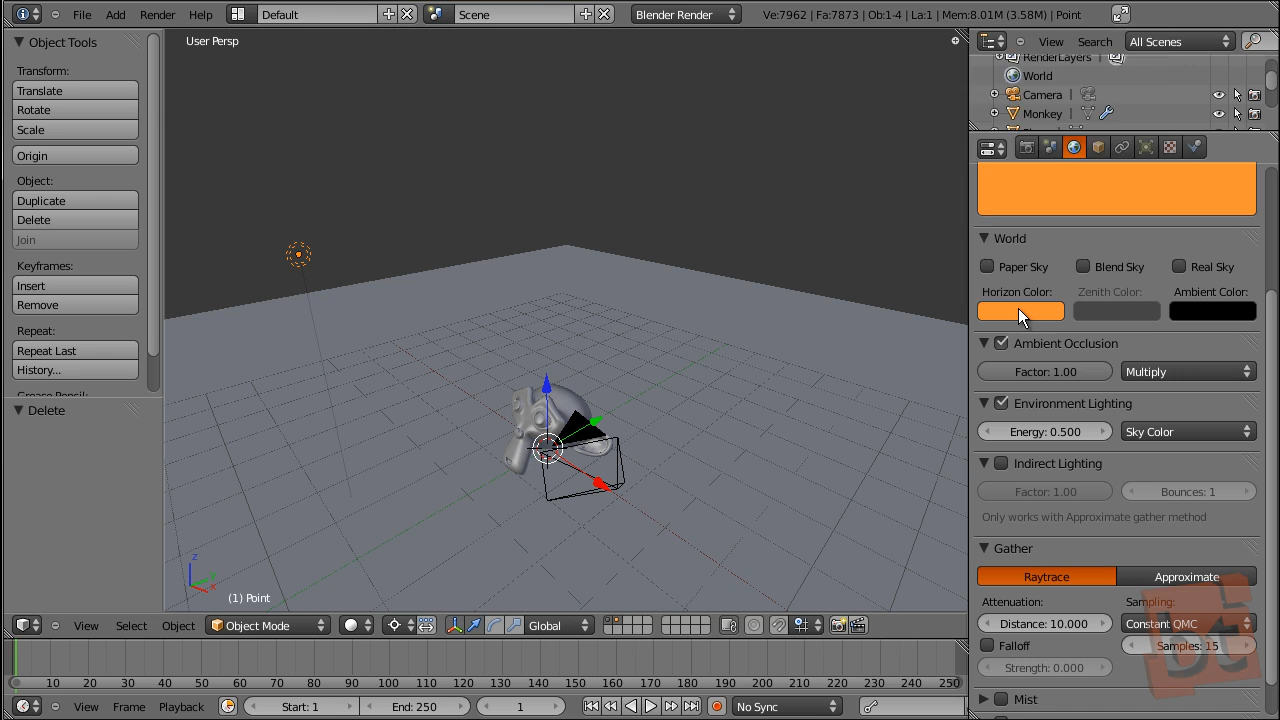 File Add Render Help Default Scene Blender Render Ve:7962 | Fa:7873 | Ob:1-4 | La:1 | Mem:8.01M (3.58M) | Point
Object Tools
Transform:
Translate
Rotate
Scale
Origin
Object:
Duplicate
Delete
Join
Keyframes:
Insert
Remove
Repeat:
Repeat Last
History...
Delete
User Persp
z
y
x
(1) Point
View Select Object Object Mode Global
10 20 30 40 50 60 70 80 90 100 110 120 130 140 150 160 170 180 190 200 210 220 230 240 250
View Frame Playback Start: 1 End: 250 1 No Sync
View Search All Scenes
RenderLayers
World
Camera
Monkey
World
Paper Sky Blend Sky Real Sky
Horizon Color: Zenith Color: Ambient Color:
Ambient Occlusion
Factor: 1.00 Multiply
Environment Lighting
Energy: 0.500 Sky Color
Indirect Lighting
Factor: 1.00 Bounces: 1
Only works with Approximate gather method
Gather
Raytrace Approximate
Attenuation: Sampling:
Distance: 10.000 Constant QMC
Falloff Samples: 15
Strength: 0.000
bt
Mist